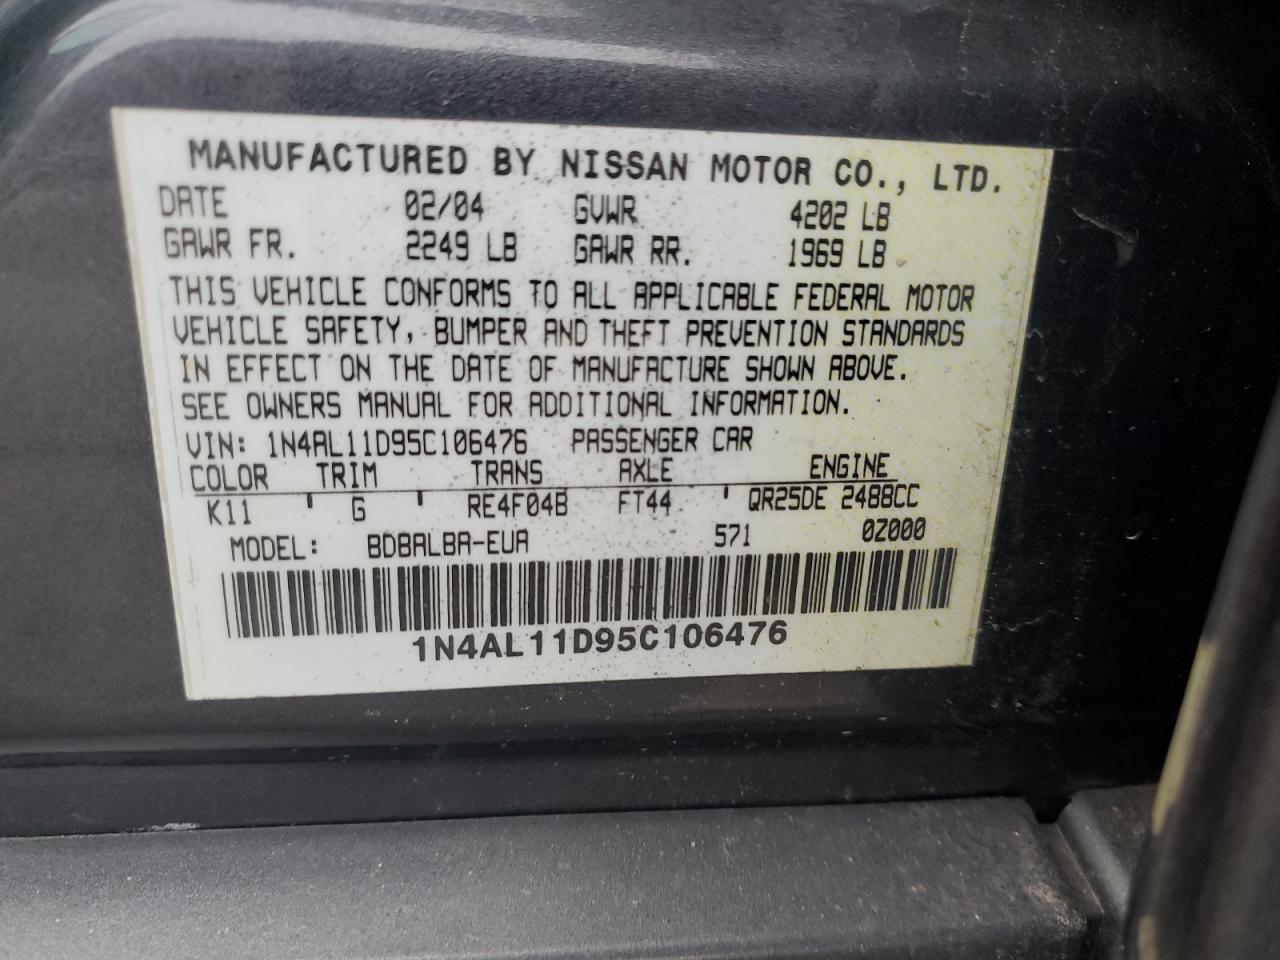 MANUFACTURED BY NISSAN MOTOR CO., LTD.
DATE 02/04 GVWR 4202 LB
GAWR FR. 2249 LB GAWR RR. 1969 LB
THIS VEHICLE CONFORMS TO ALL APPLICABLE FEDERAL MOTOR
VEHICLE SAFETY, BUMPER AND THEFT PREVENTION STANDARDS
IN EFFECT ON THE DATE OF MANUFACTURE SHOWN ABOVE.
SEE OWNERS MANUAL FOR ADDITIONAL INFORMATION.
VIN: 1N4AL11D95C106476 PASSENGER CAR
COLOR TRIM TRANS AXLE ENGINE
K11 ' G ' RE4F04B FT44 ' QR25DE 2488CC
MODEL: BDBALBA-EUA 571 0Z000
1N4AL11D95C106476